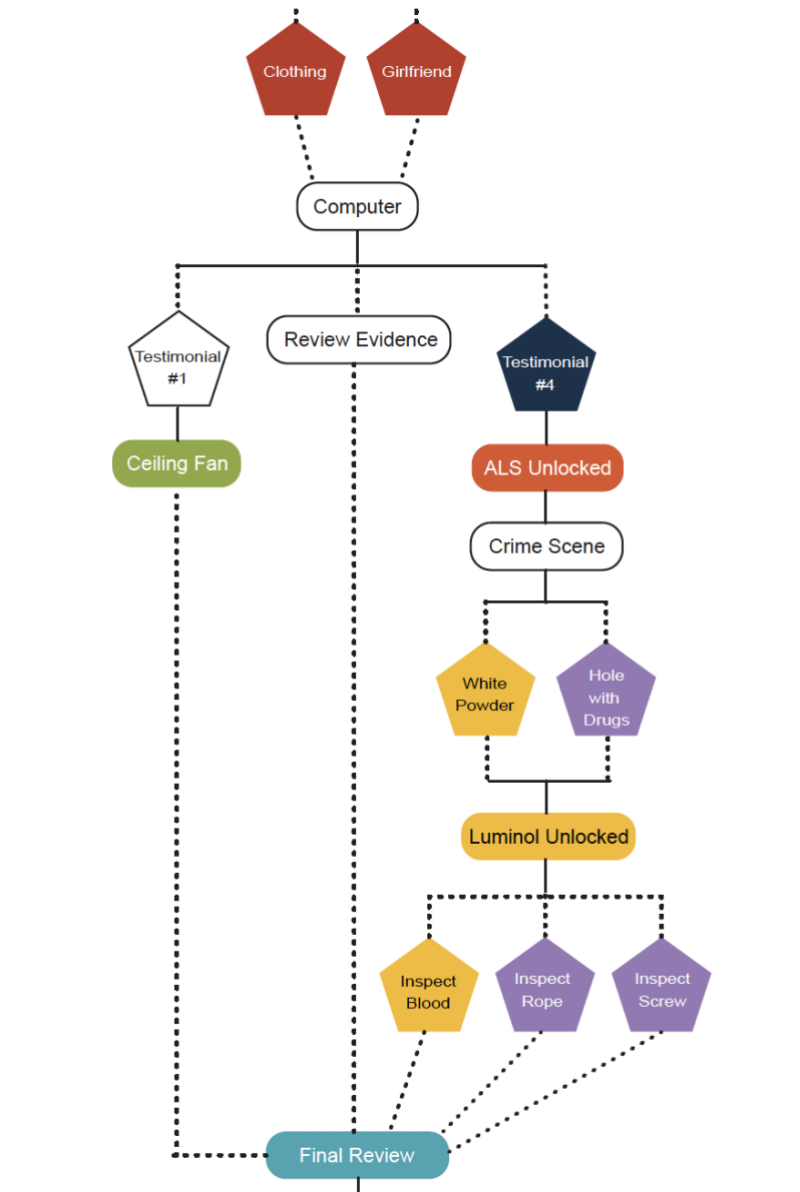 Clothing
Girlfriend
Computer
Testimonial
#1
Review Evidence
Testimonial
#4
Ceiling Fan
ALS Unlocked
Crime Scene
White
Powder
Hole
with
Drugs
Luminol Unlocked
Inspect
Blood
Inspect
Rope
Inspect
Screw
Final Review